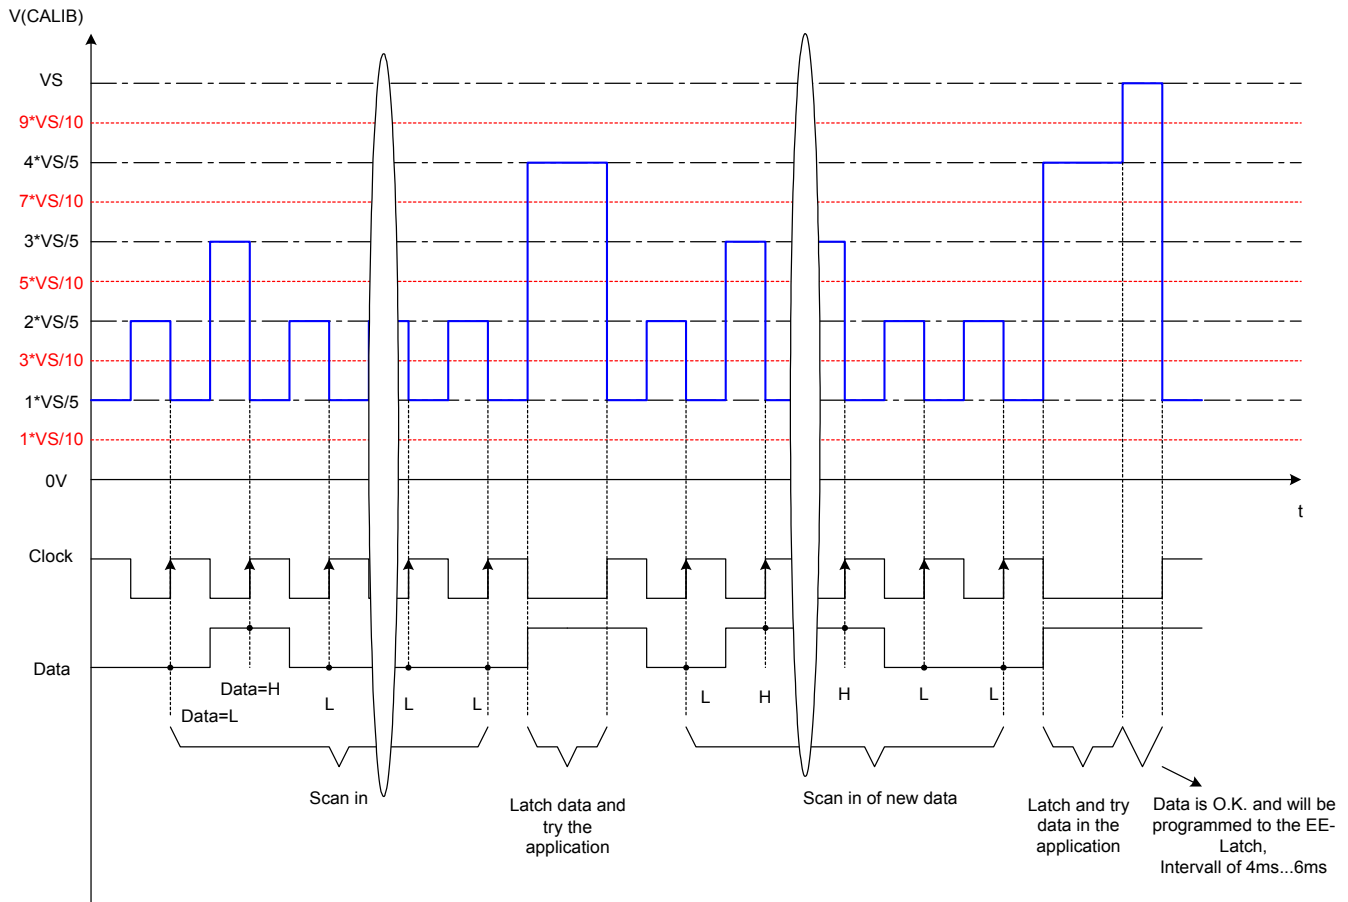 V(CALIB)
VS
9*VS/10
4*VS/5
7*VS/10
3*VS/5
5*VS/10
2*VS/5
3*VS/10
1*VS/5
1*VS/10
0V
t
Clock
Data
Data=L
Data=H
L
L
L
L
H
H
L
L
Scan in
Latch data and
try the
application
Scan in of new data
Latch and try
data in the
application
Data is O.K. and will be
programmed to the EE-
Latch,
Intervall of 4ms...6ms